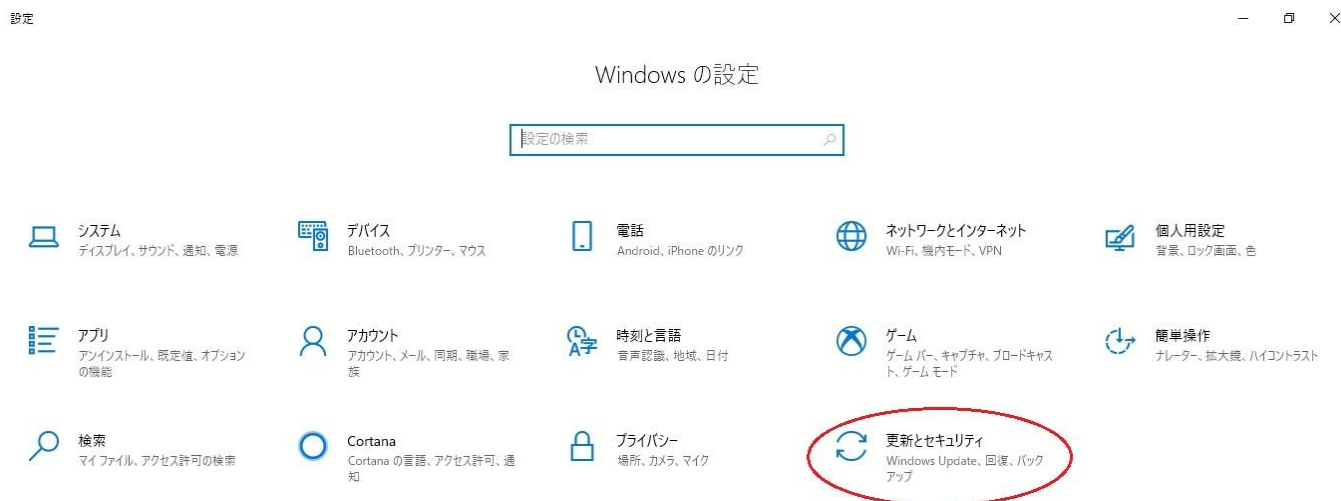 設定
Windows の設定
設定の検索
システム
ディスプレイ、サウンド、通知、電源
デバイス
Bluetooth、プリンター、マウス
電話
Android、iPhone のリンク
ネットワークとインターネット
Wi-Fi、機内モード、VPN
個人用設定
背景、ロック画面、色
アプリ
アンインストール、既定値、オプション
の機能
アカウント
アカウント、メール、同期、職場、家
族
時刻と言語
音声認識、地域、日付
ゲーム
ゲーム バー、キャプチャ、ブロードキャス
ト、ゲーム モード
簡単操作
ナレーター、拡大鏡、ハイコントラスト
検索
マイ ファイル、アクセス許可の検索
Cortana
Cortana の言語、アクセス許可、通
知
プライバシー
場所、カメラ、マイク
更新とセキュリティ
Windows Update、回復、バック
アップ